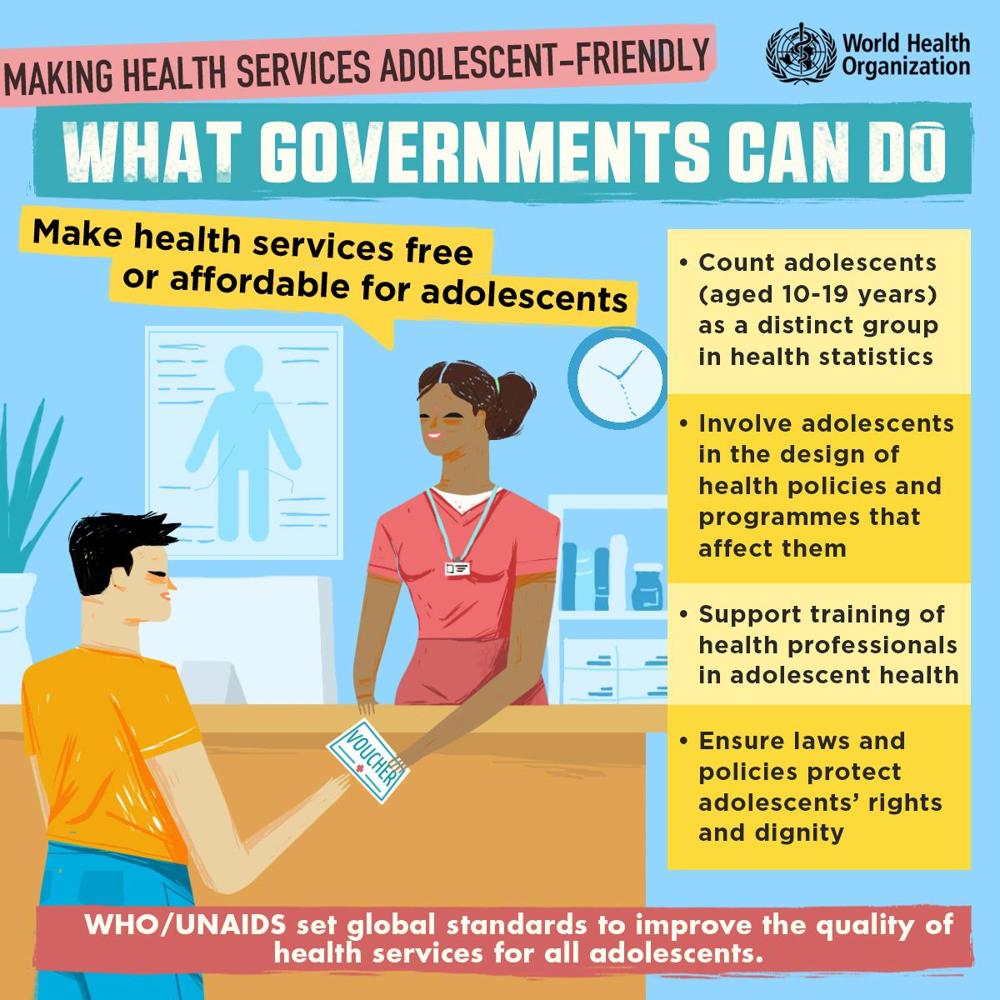 MAKING HEALTH SERVICES ADOLESCENT-FRIENDLY
World Health
Organization
WHAT GOVERNMENTS CAN DO
Make health services free
or affordable for adolescents
• Count adolescents
(aged 10-19 years)
as a distinct group
in health statistics
• Involve adolescents
in the design of
health policies and
programmes that
affect them
• Support training of
health professionals
in adolescent health
• Ensure laws and
policies protect
adolescents’ rights
and dignity
VOUCHER
WHO/UNAIDS set global standards to improve the quality of
health services for all adolescents.